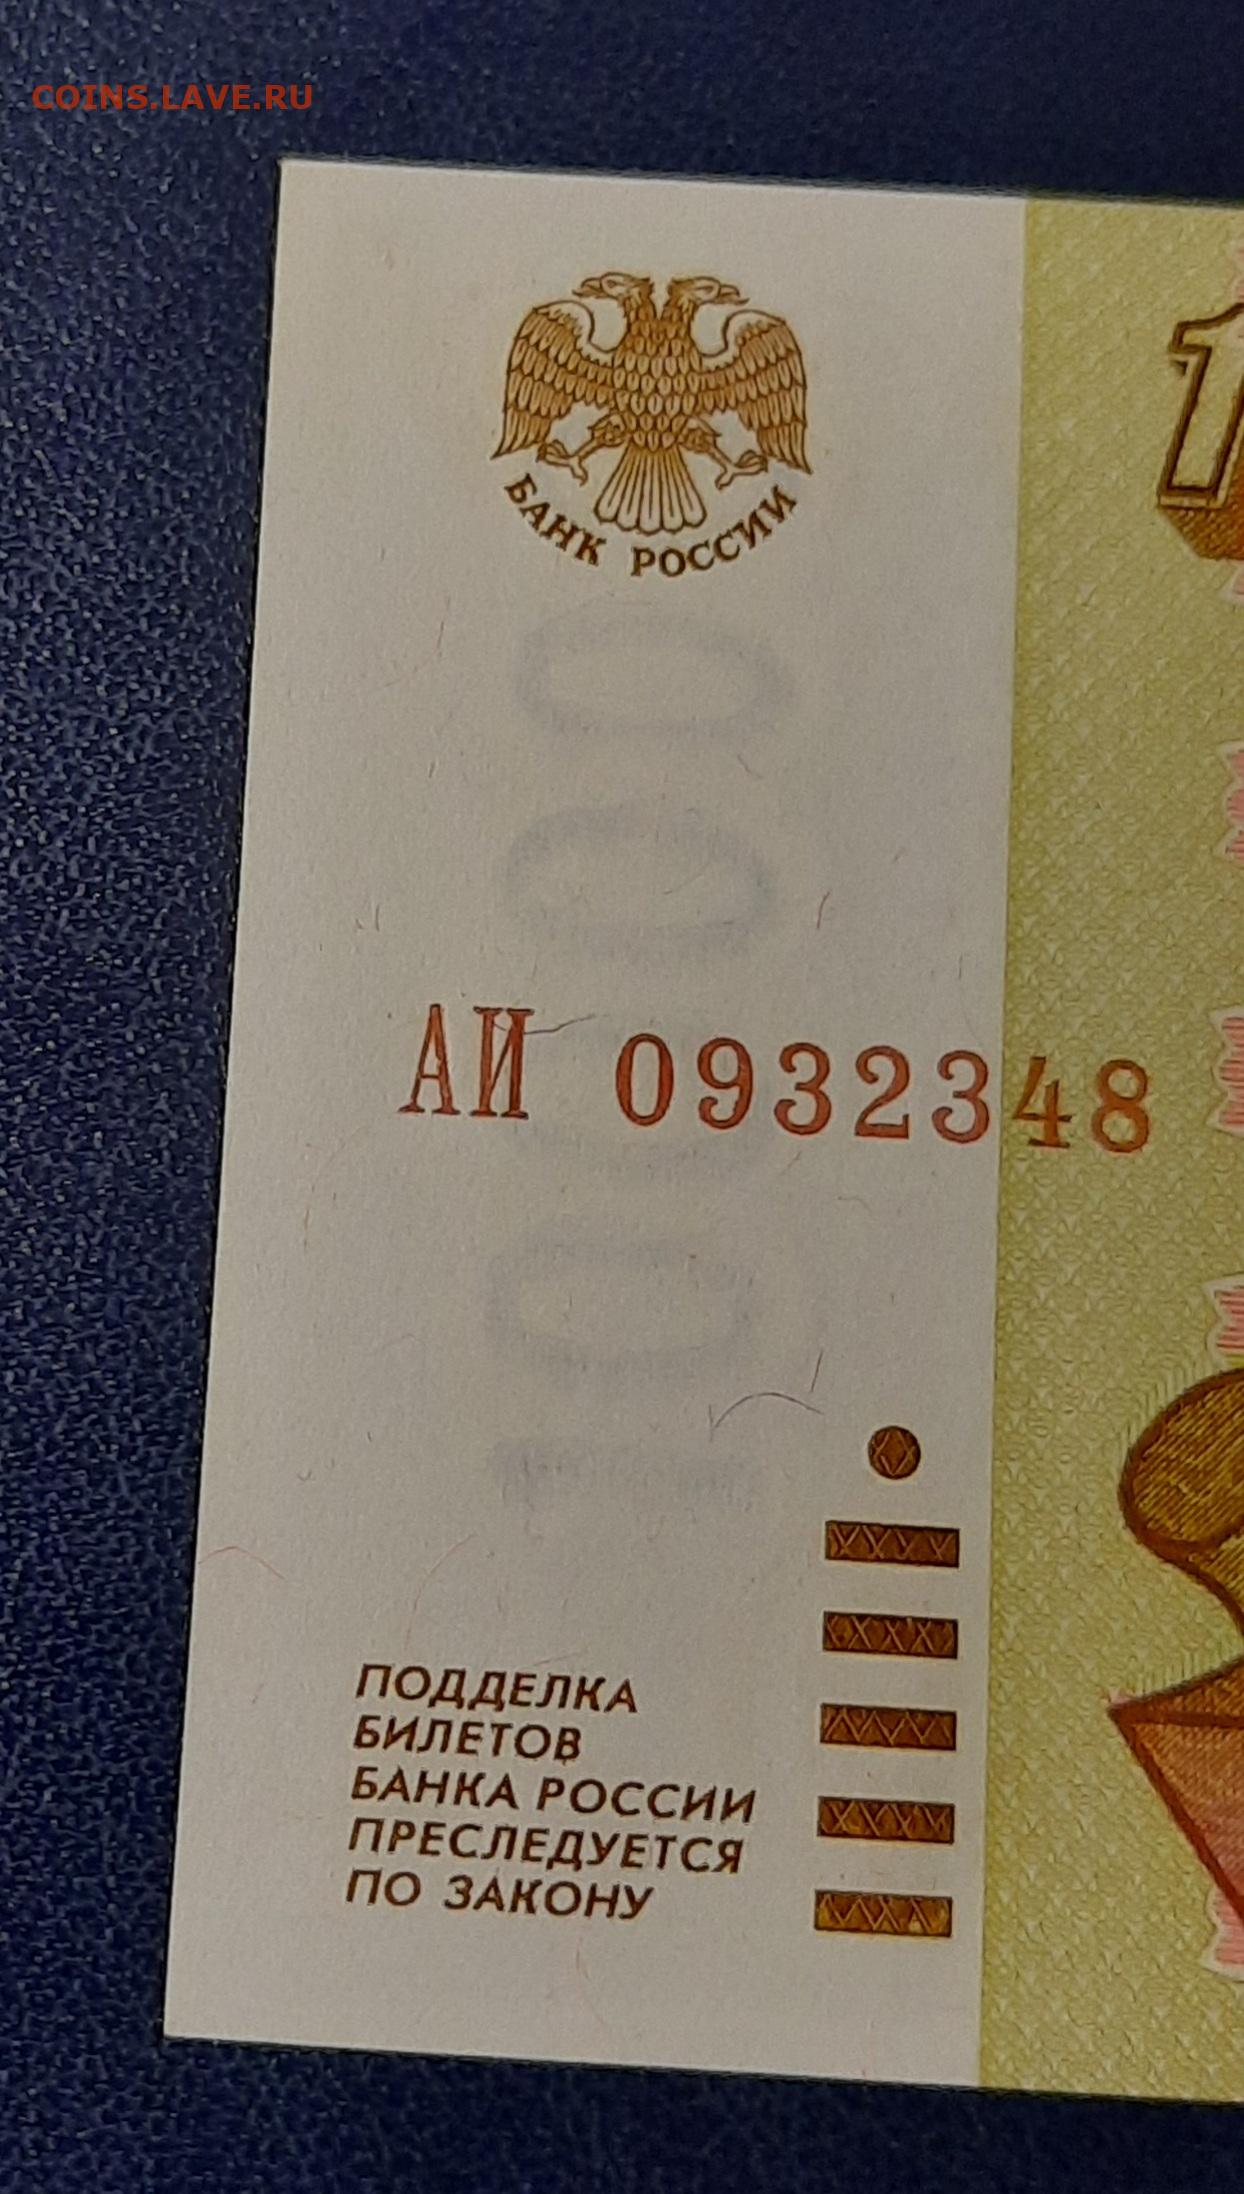 COINS.LAVE.RU
БАНК РОССИИ
АИ 0932348
ПОДДЕЛКА
БИЛЕТОВ
БАНКА РОССИИ
ПРЕСЛЕДУЕТСЯ
ПО ЗАКОНУ